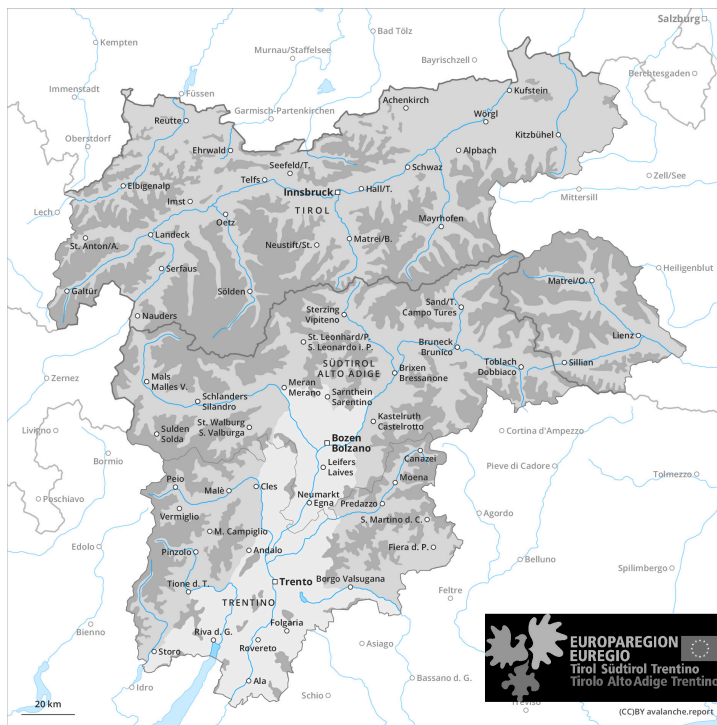 Salzburg
Kempten
Bad Tölz
Murnau/Staffelsee
Bayrischzell
Berchtesgaden
Immenstadt
Füssen
Achenkirch
Kufstein
Garmisch-Partenkirchen
Reutte
Wörgl
Kitzbühel
Oberstdorf
Ehrwald
Alpbach
Seefeld/T.
Schwaz
Zell/See
Telfs
Elbigenalp
Innsbruck
Hall/T.
Mittersill
Imst
TIROL
Lech
Oetz
Mayrhofen
Landeck
Neustift/St.
Matrei/B.
St. Anton/A.
Serfaus
Heiligenblut
Galtür
Sölden
Matrei/O.
Nauders
Sterzing
Vipiteno
Sand/T.
Campo Tures
Lienz
St. Leonhard/P.
S. Leonardo i. P.
Bruneck
Brunico
Toblach
Dobbiaco
Sillian
SÜDTIROL
ALTO ADIGE
Brixen
Bressanone
Zernez
Mals
Malles V.
Meran
Merano
Sarnthein
Sarentino
Schlanders
Silandro
St. Walburg
S. Valburga
Kastelruth
Castelrotto
Livigno
Sulden
Solda
Cortina d'Ampezzo
Bozen
Bolzano
Bormio
Canazei
Leifers
Laives
Pieve di Cadore
Tolmezzo
Peio
Malè
Cles
Moena
Poschiavo
Neumarkt
Egna
Predazzo
Vermiglio
Agordo
S. Martino d. C.
M. Campiglio
Edolo
Pinzolo
Andalo
Fiera d. P.
Belluno
Spilimbergo
Tione d. T.
Trento
Borgo Valsugana
Feltre
TRENTINO
Bienno
Folgaria
Riva d. G.
Rovereto
Asiago
Storo
Idro
Ala
Schio
Bassano d. G.
Treviso
EUROPAREGION
EUREGIO
Tirol Südtirol Trentino
Tirolo Alto Adige Trentino
20 km
(CC)BY avalanche.report